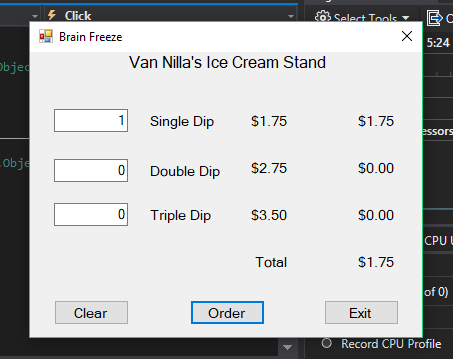 Click
Select Tools
Brain Freeze
5:24
Van Nilla's Ice Cream Stand
Obje
1 Single Dip $1.75 $1.75
essors
.Obje
0 Double Dip $2.75 $0.00
0 Triple Dip $3.50 $0.00
CPU U
Total $1.75
of 0)
Clear Order Exit
Record CPU Profile